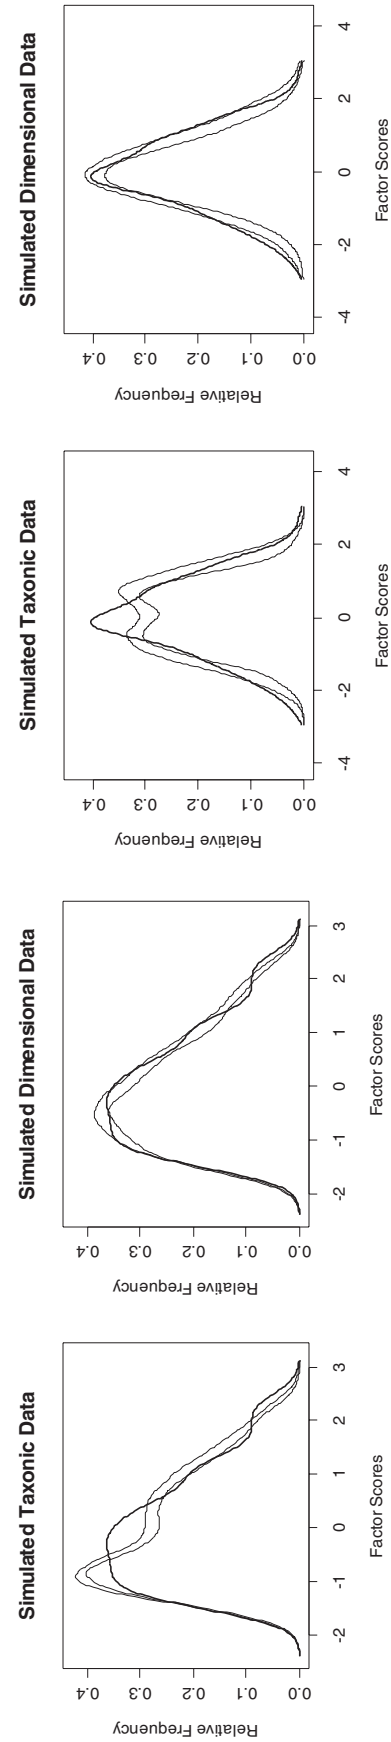 Simulated Taxonic Data
Relative Frequency
0.4
0.3
0.2
0.1
0.0
-2 -1 0 1 2 3
Factor Scores
Simulated Dimensional Data
Relative Frequency
0.4
0.3
0.2
0.1
0.0
-2 -1 0 1 2 3
Factor Scores
Simulated Taxonic Data
Relative Frequency
0.4
0.3
0.2
0.1
0.0
-4 -2 0 2 4
Factor Scores
Simulated Dimensional Data
Relative Frequency
0.4
0.3
0.2
0.1
0.0
-4 -2 0 2 4
Factor Scores